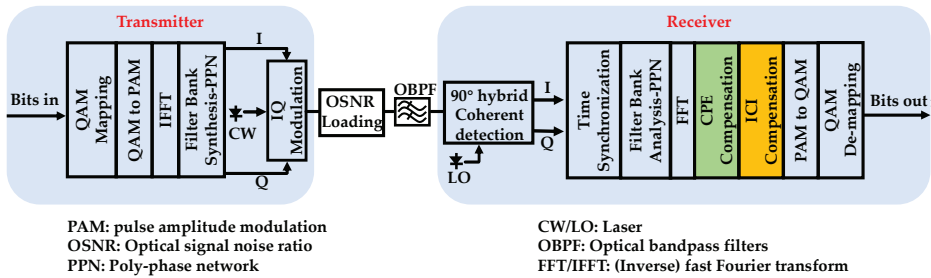 Transmitter
Receiver
Bits in
QAM
Mapping
QAM to PAM
IFFT
Filter Bank
Synthesis-PPN
I
Q
CW
IQ
Modulation
OSNR
Loading
OBPF
90° hybrid
Coherent
detection
LO
I
Q
Time
Synchronization
Filter Bank
Analysis-PPN
FFT
CPE
Compensation
ICI
Compensation
PAM to QAM
QAM
De-mapping
Bits out
PAM: pulse amplitude modulation
OSNR: Optical signal noise ratio
PPN: Poly-phase network
CW/LO: Laser
OBPF: Optical bandpass filters
FFT/IFFT: (Inverse) fast Fourier transform